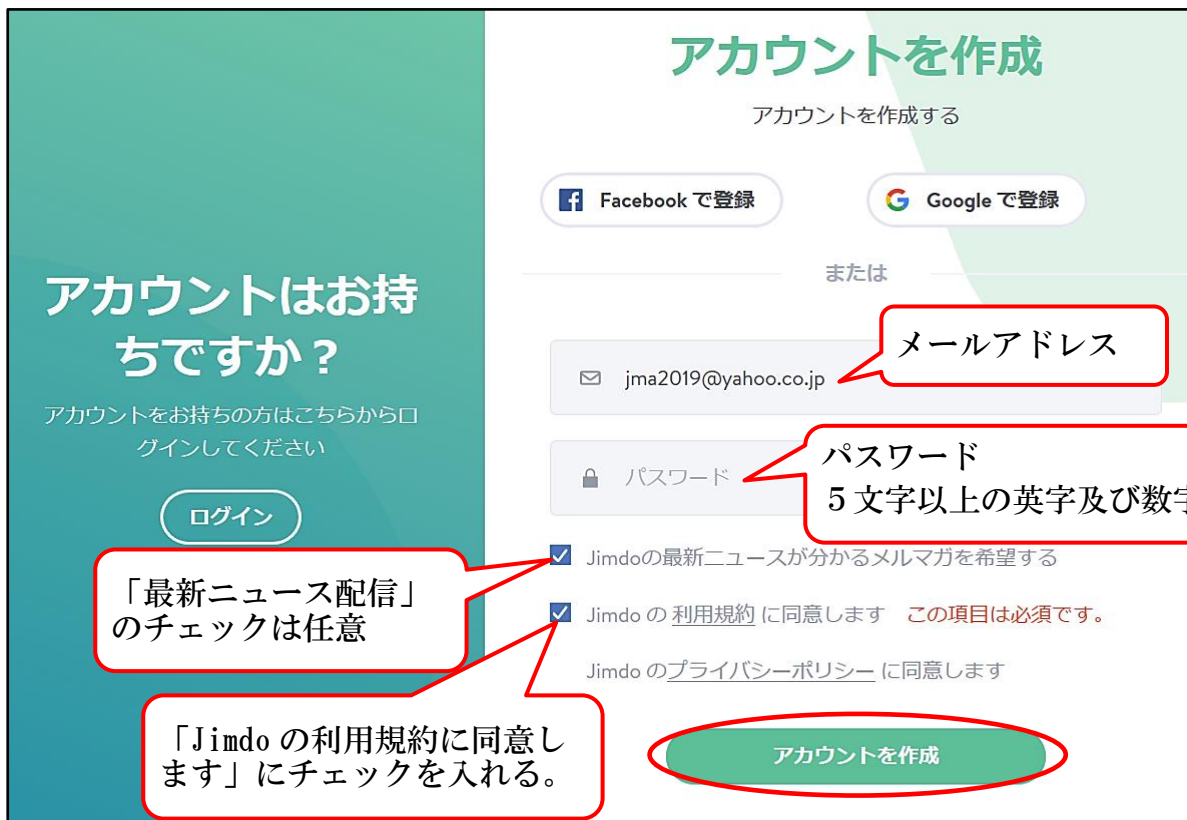 アカウントを作成
アカウントを作成する
Facebook で登録
Google で登録
または
アカウントはお持
ちですか？
アカウントをお持ちの方はこちらからロ
グインしてください
ログイン
メールアドレス
jma2019@yahoo.co.jp
パスワード
パスワード
５文字以上の英字及び数字
Jimdoの最新ニュースが分かるメルマガを希望する
「最新ニュース配信」
のチェックは任意
Jimdo の 利用規約 に同意します この項目は必須です。
Jimdo のプライバシーポリシー に同意します
「Jimdo の利用規約に同意し
ます」にチェックを入れる。
アカウントを作成